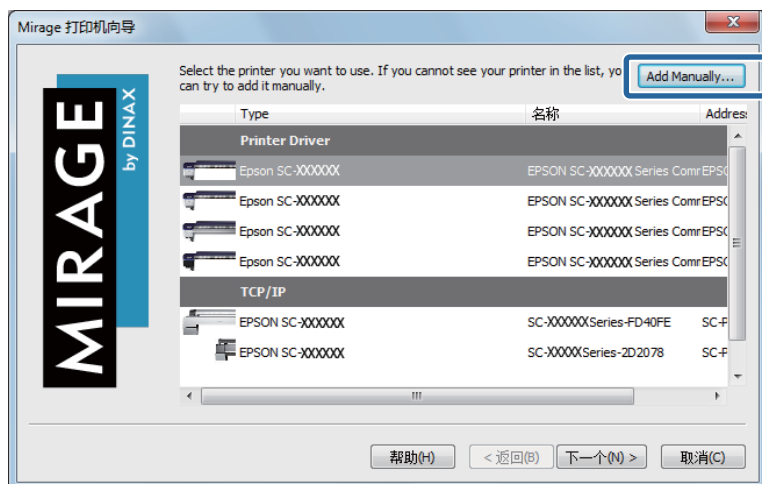 Mirage 打印机向导
MIRAGE
by DINAX
Select the printer you want to use. If you cannot see your printer in the list, yo
can try to add it manually.
Add Manually...
Type 名称 Address
Printer Driver
Epson SC-XXXXXX EPSON SC-XXXXXX Series Comr EPSC
Epson SC-XXXXXX EPSON SC-XXXXXX Series Comr EPSC
Epson SC-XXXXXX EPSON SC-XXXXXX Series Comr EPSC
Epson SC-XXXXXX EPSON SC-XXXXXX Series Comr EPSC
TCP/IP
EPSON SC-XXXXXX SC-XXXXXXSeries-FD40FE SC-P
EPSON SC-XXXXXX SC-XXXXXSeries-2D2078 SC-P
帮助(H) < 返回(B) 下一个(N) > 取消(C)